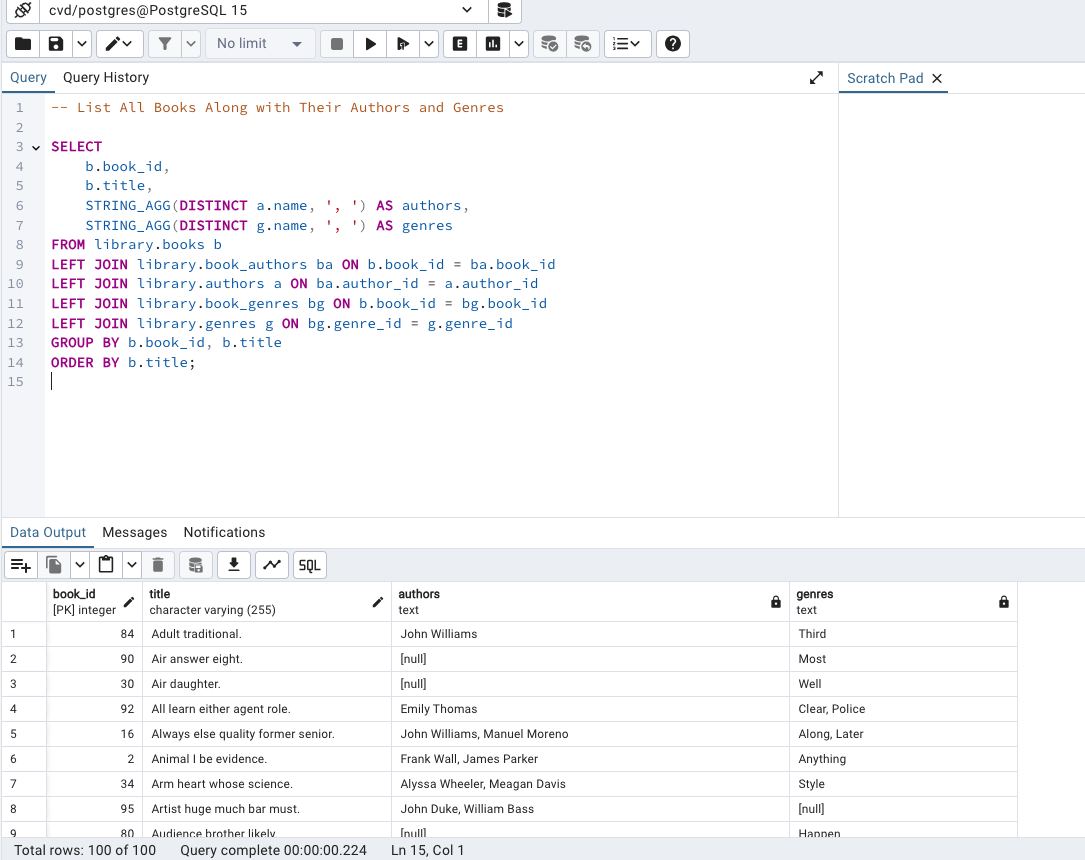 cvd/postgres@PostgreSQL 15
No limit
E
Query Query History
Scratch Pad
1 -- List All Books Along with Their Authors and Genres
2
3 SELECT
4 b.book_id,
5 b.title,
6 STRING_AGG(DISTINCT a.name, ', ') AS authors,
7 STRING_AGG(DISTINCT g.name, ', ') AS genres
8 FROM library.books b
9 LEFT JOIN library.book_authors ba ON b.book_id = ba.book_id
10 LEFT JOIN library.authors a ON ba.author_id = a.author_id
11 LEFT JOIN library.book_genres bg ON b.book_id = bg.book_id
12 LEFT JOIN library.genres g ON bg.genre_id = g.genre_id
13 GROUP BY b.book_id, b.title
14 ORDER BY b.title;
15
Data Output Messages Notifications
SQL
book_id title authors genres
[PK] integer character varying (255) text text
1 84 Adult traditional. John Williams Third
2 90 Air answer eight. [null] Most
3 30 Air daughter. [null] Well
4 92 All learn either agent role. Emily Thomas Clear, Police
5 16 Always else quality former senior. John Williams, Manuel Moreno Along, Later
6 2 Animal I be evidence. Frank Wall, James Parker Anything
7 34 Arm heart whose science. Alyssa Wheeler, Meagan Davis Style
8 95 Artist huge much bar must. John Duke, William Bass [null]
9 80 Audience brother likely. [null] Happen
Total rows: 100 of 100 Query complete 00:00:00.224 Ln 15, Col 1